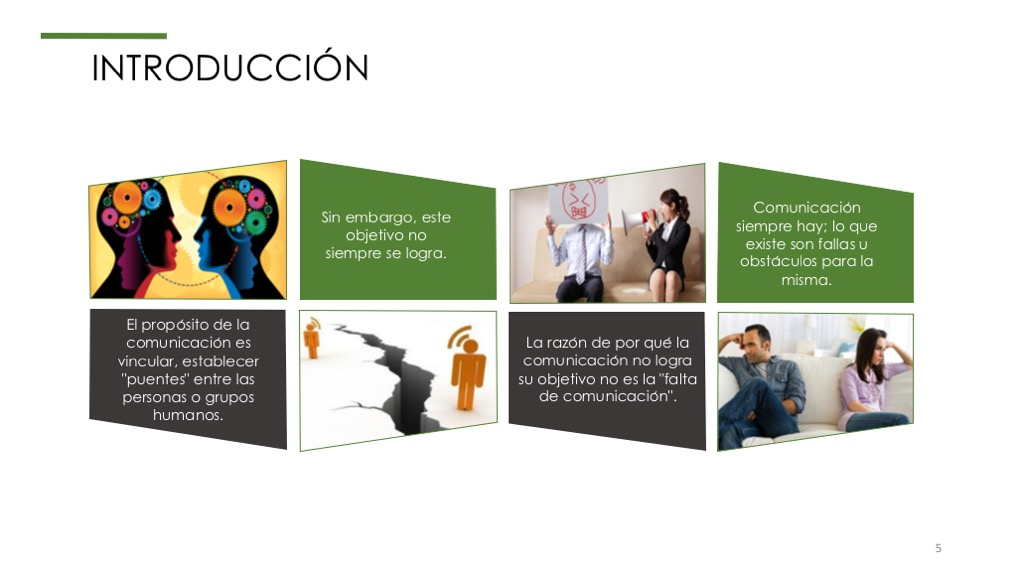 INTRODUCCIÓN
El propósito de la
comunicación es
vincular, establecer
"puentes" entre las
personas o grupos
humanos.
Sin embargo, este
objetivo no
siempre se logra.
La razón de por qué la
comunicación no logra
su objetivo no es la "falta
de comunicación".
Comunicación
siempre hay; lo que
existe son fallas u
obstáculos para la
misma.
5